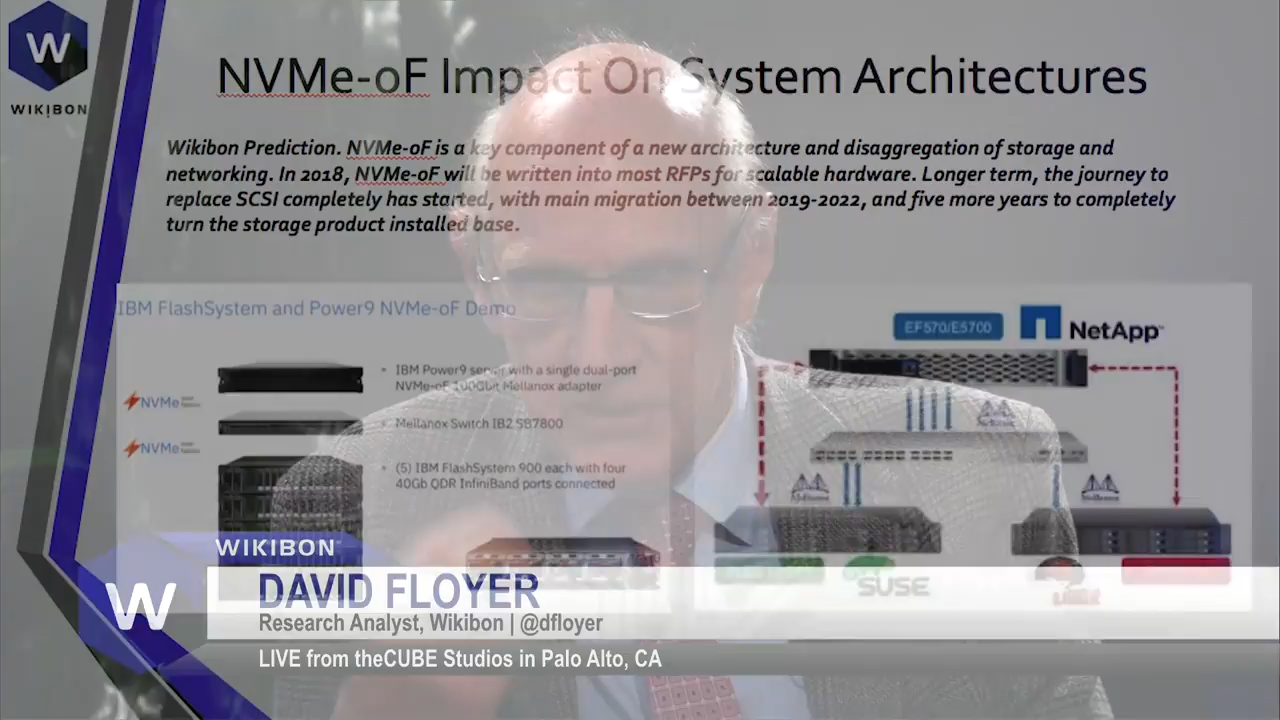 W
WIKIBON
NVMe-oF Impact On System Architectures
Wikibon Prediction. NVMe-oF is a key component of a new architecture and disaggregation of storage and
networking. In 2018, NVMe-oF will be written into most RFPs for scalable hardware. Longer term, the journey to
replace SCSI completely has started, with main migration between 2019-2022, and five more years to completely
turn the storage product installed base.
IBM FlashSystem and Power9 NVMe-oF Demo
• IBM Power9 server with a single dual-port
NVMe-oF 100Gbit Mellanox adapter
NVMe
• Mellanox Switch IB2 SB7800
NVMe
• (5) IBM FlashSystem 900 each with four
40Gb QDR InfiniBand ports connected
EF570/E5700
NetApp
Mellanox
Mellanox
Mellanox
SUSE
WIKIBON
W
DAVID FLOYER
Research Analyst, Wikibon | @dfloyer
LIVE from theCUBE Studios in Palo Alto, CA